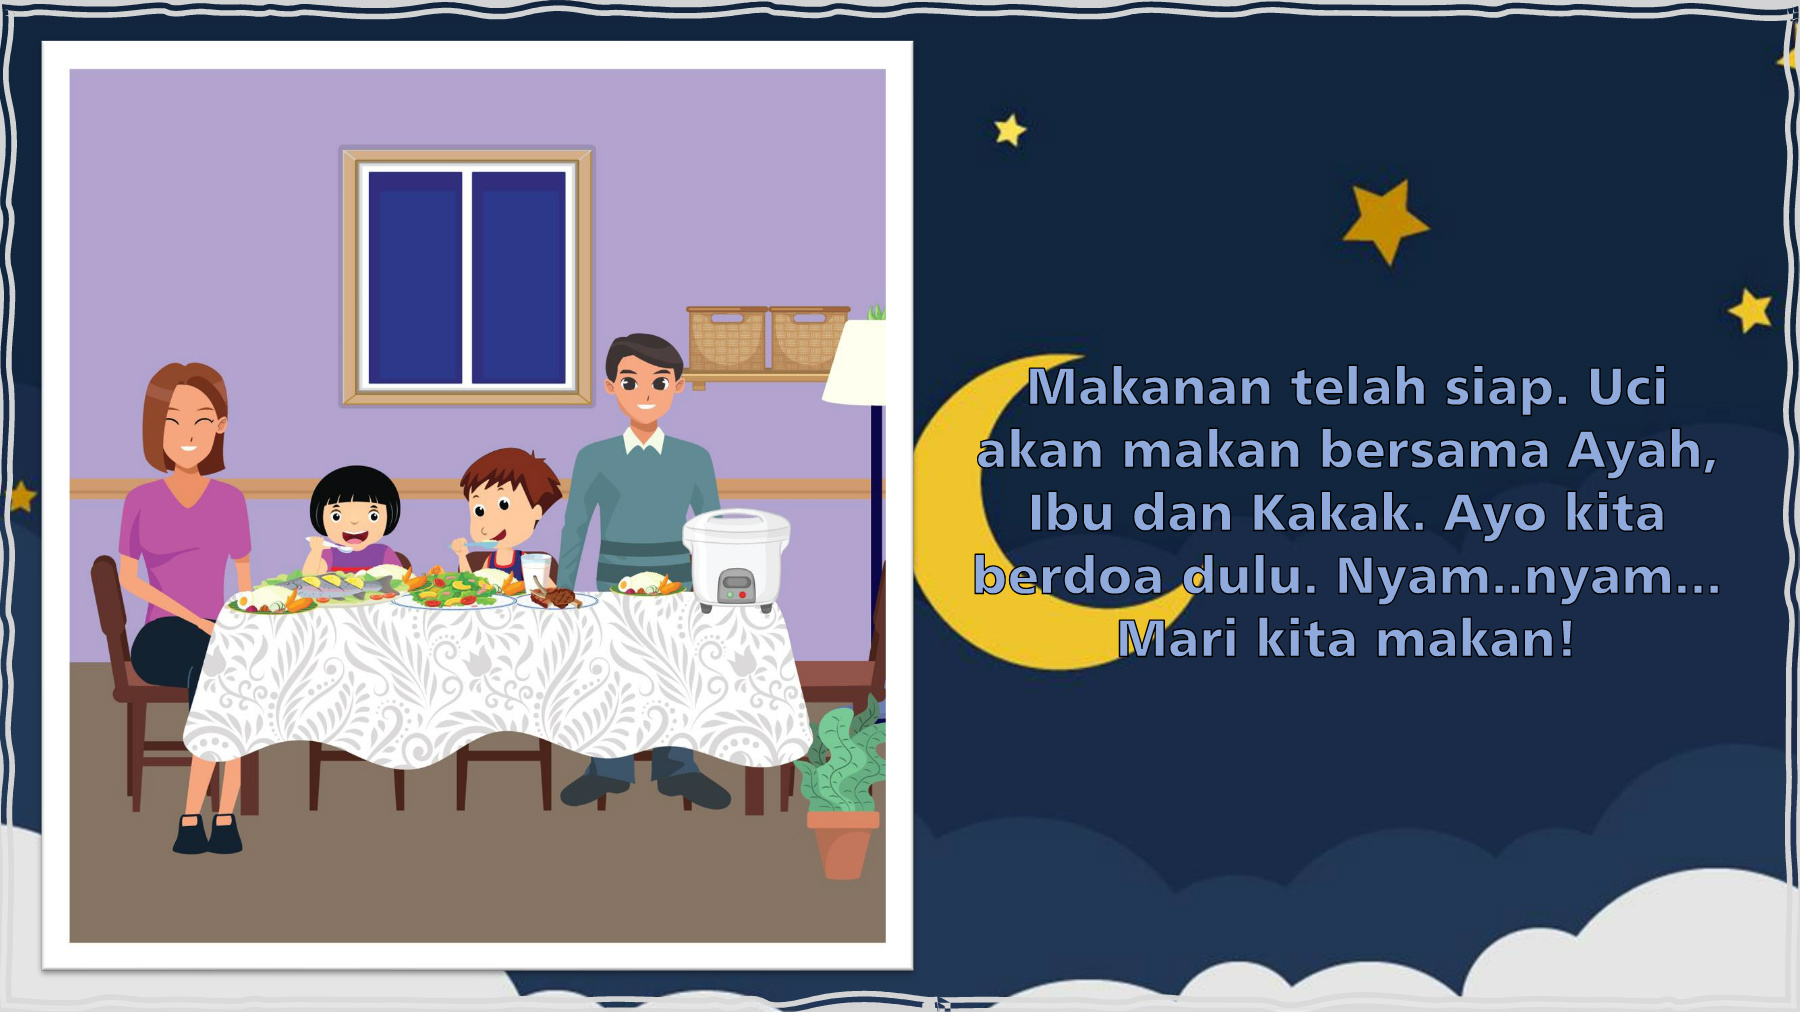 Makanan telah siap. Uci
akan makan bersama Ayah,
Ibu dan Kakak. Ayo kita
berdoa dulu. Nyam..nyam...
Mari kita makan!